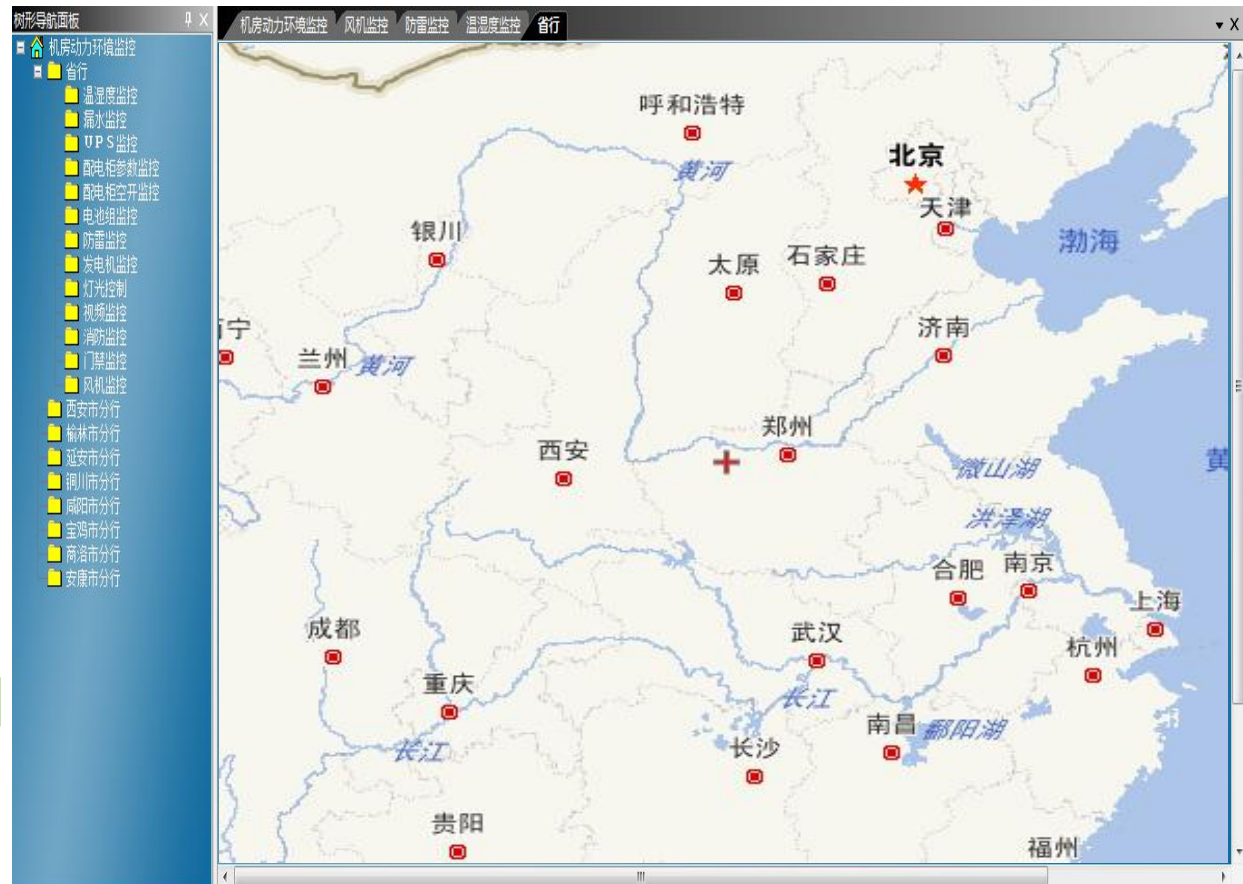 树形导航面板
机房动力环境监控
省行
温湿度监控
漏水监控
UPS监控
配电柜参数监控
配电柜空开监控
电池组监控
防雷监控
发电机监控
灯光控制
视频监控
消防监控
门禁监控
风机监控
西安市分行
榆林市分行
延安市分行
铜川市分行
咸阳市分行
宝鸡市分行
商洛市分行
安康市分行
机房动力环境监控 风机监控 防雷监控 温湿度监控 省行
呼和浩特
黄河
北京
天津
银川
渤海
石家庄
太原
宁
济南
兰州
黄河
郑州
西安
微山湖
黄
洪泽湖
合肥
南京
上海
成都
武汉
杭州
重庆
长江
南昌
鄱阳湖
长江
长沙
贵阳
福州